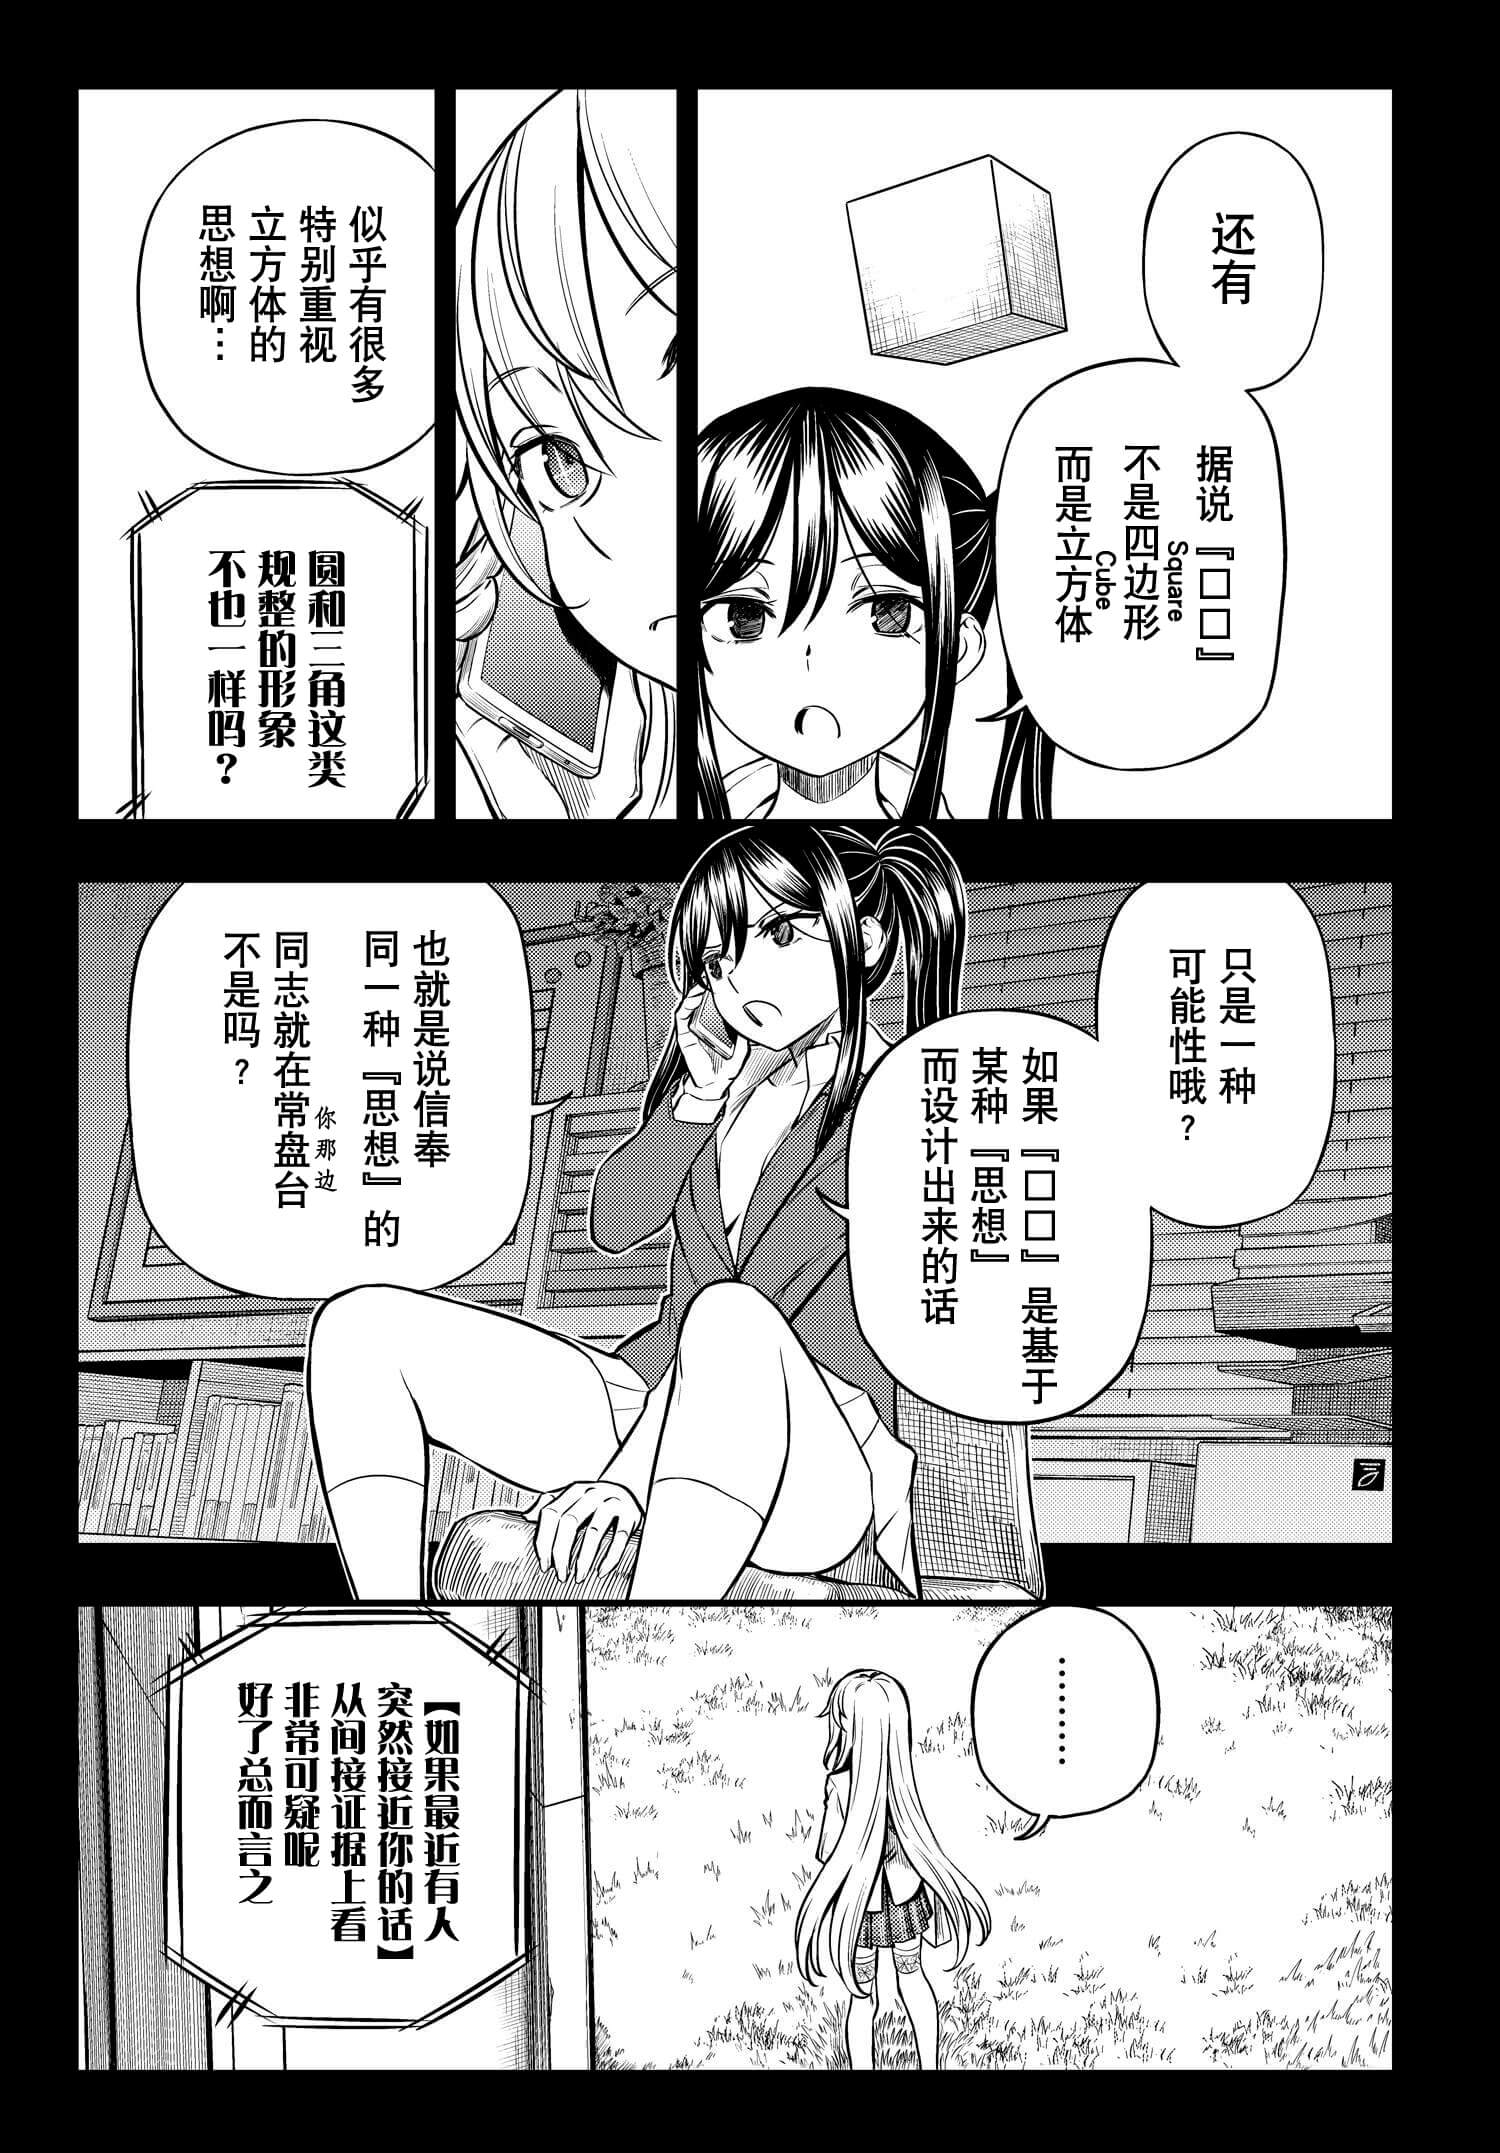 还有
据说『□□□』
不是四边形
Square
而是立方体
Cube
似乎有很多
特别重视
立方体的
思想啊…
圆和三角这类
规整的形象
不也一样吗？
只是一种
可能性哦？
如果『□□□』是基于
某种『思想』
而设计出来的话
也就是说信奉
同一种『思想』的
同志就在常盘台
你那边
不是吗？
………
【如果最近有人
突然接近你的话】
从间接证据上看
非常可疑呢
好了总而言之